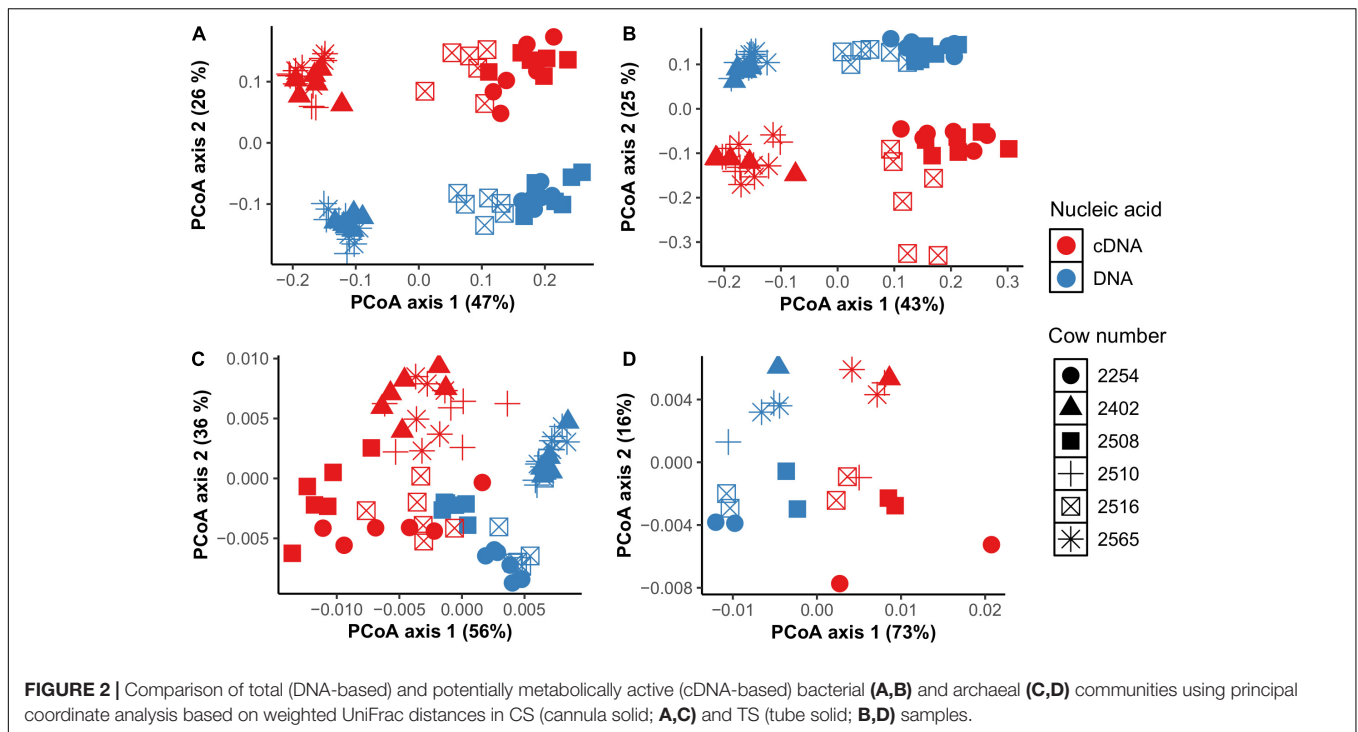 A
PCoA axis 2 (26 %)
0.1
0.0
−0.1
−0.2 −0.1 0.0 0.1 0.2
PCoA axis 1 (47%)
B
PCoA axis 2 (25 %)
0.1
0.0
−0.1
−0.2
−0.3
−0.2 −0.1 0.0 0.1 0.2 0.3
PCoA axis 1 (43%)
C
PCoA axis 2 (36 %)
0.010
0.005
0.000
−0.005
−0.010 −0.005 0.000 0.005
PCoA axis 1 (56%)
D
PCoA axis 2 (16%)
0.004
0.000
−0.004
−0.008
−0.01 0.00 0.01 0.02
PCoA axis 1 (73%)
Nucleic acid
cDNA
DNA
Cow number
2254
2402
2508
2510
2516
2565
FIGURE 2 | Comparison of total (DNA-based) and potentially metabolically active (cDNA-based) bacterial (A,B) and archaeal (C,D) communities using principal
coordinate analysis based on weighted UniFrac distances in CS (cannula solid; A,C) and TS (tube solid; B,D) samples.